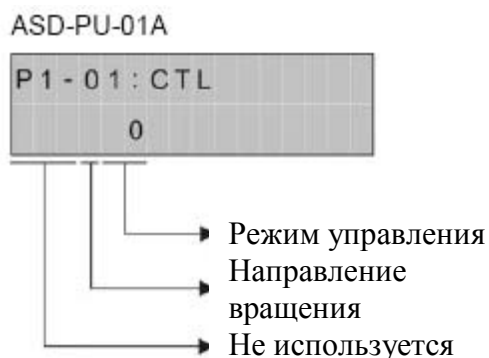 ASD-PU-01A
P1-01:CTL
0
Режим управления
Направление
вращения
Не используется